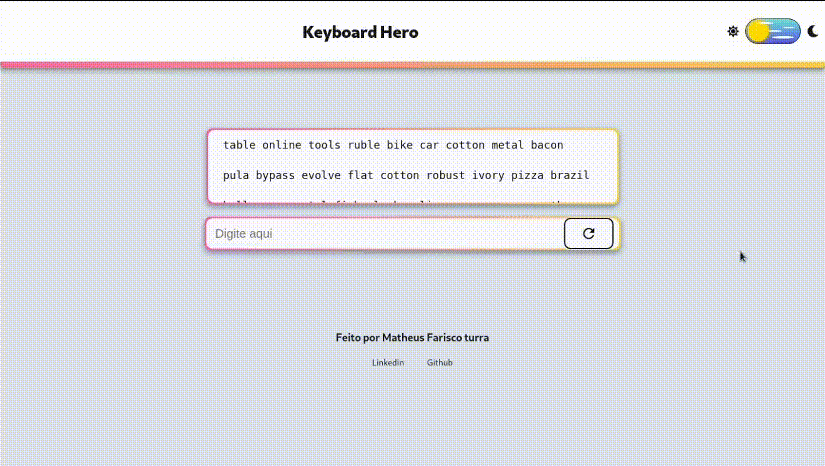 Keyboard Hero
table online tools ruble bike car cotton metal bacon
pula bypass evolve flat cotton robust ivory pizza brazil
Digite aqui
Feito por Matheus Farisco turra
Linkedin Github